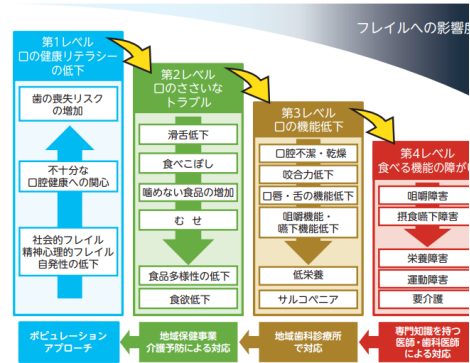 フレイルへの影響度
第1レベル
口の健康リテラシー
の低下
歯の喪失リスク
の増加
不十分な
口腔健康への関心
社会的フレイル
精神心理的フレイル
自発性の低下
ポピュレーション
アプローチ
第2レベル
口のささいな
トラブル
滑舌低下
食べこぼし
噛めない食品の増加
むせ
食品多様性の低下
食欲低下
地域保健事業
介護予防による対応
第3レベル
口の機能低下
口腔不潔・乾燥
咬合力低下
口唇・舌の機能低下
咀嚼機能・
嚥下機能低下
低栄養
サルコペニア
地域歯科診療所
で対応
第4レベル
食べる機能の障がい
咀嚼障害
摂食嚥下障害
栄養障害
運動障害
要介護
専門知識を持つ
医師・歯科医師
による対応